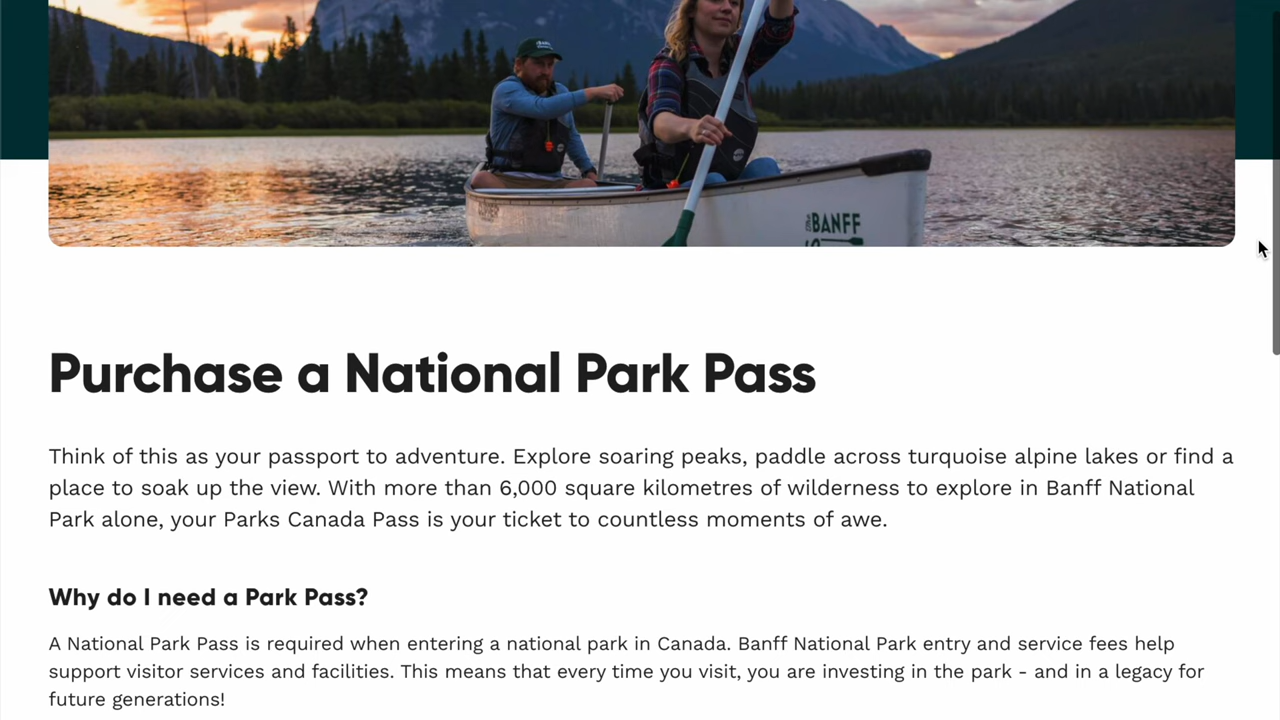 BANFF
Purchase a National Park Pass
Think of this as your passport to adventure. Explore soaring peaks, paddle across turquoise alpine lakes or find a
place to soak up the view. With more than 6,000 square kilometres of wilderness to explore in Banff National
Park alone, your Parks Canada Pass is your ticket to countless moments of awe.
Why do I need a Park Pass?
A National Park Pass is required when entering a national park in Canada. Banff National Park entry and service fees help
support visitor services and facilities. This means that every time you visit, you are investing in the park - and in a legacy for
future generations!